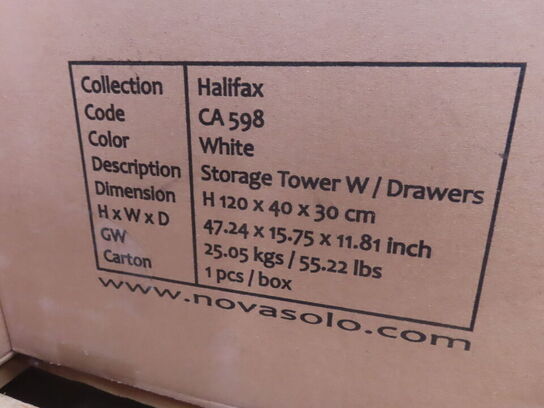 Collection Halifax
Code CA 598
Color White
Description Storage Tower W / Drawers
Dimension H 120 x 40 x 30 cm
H x W x D 47.24 x 15.75 x 11.81 inch
GW 25.05 kgs / 55.22 lbs
Carton 1 pcs / box
www.novasolo.com